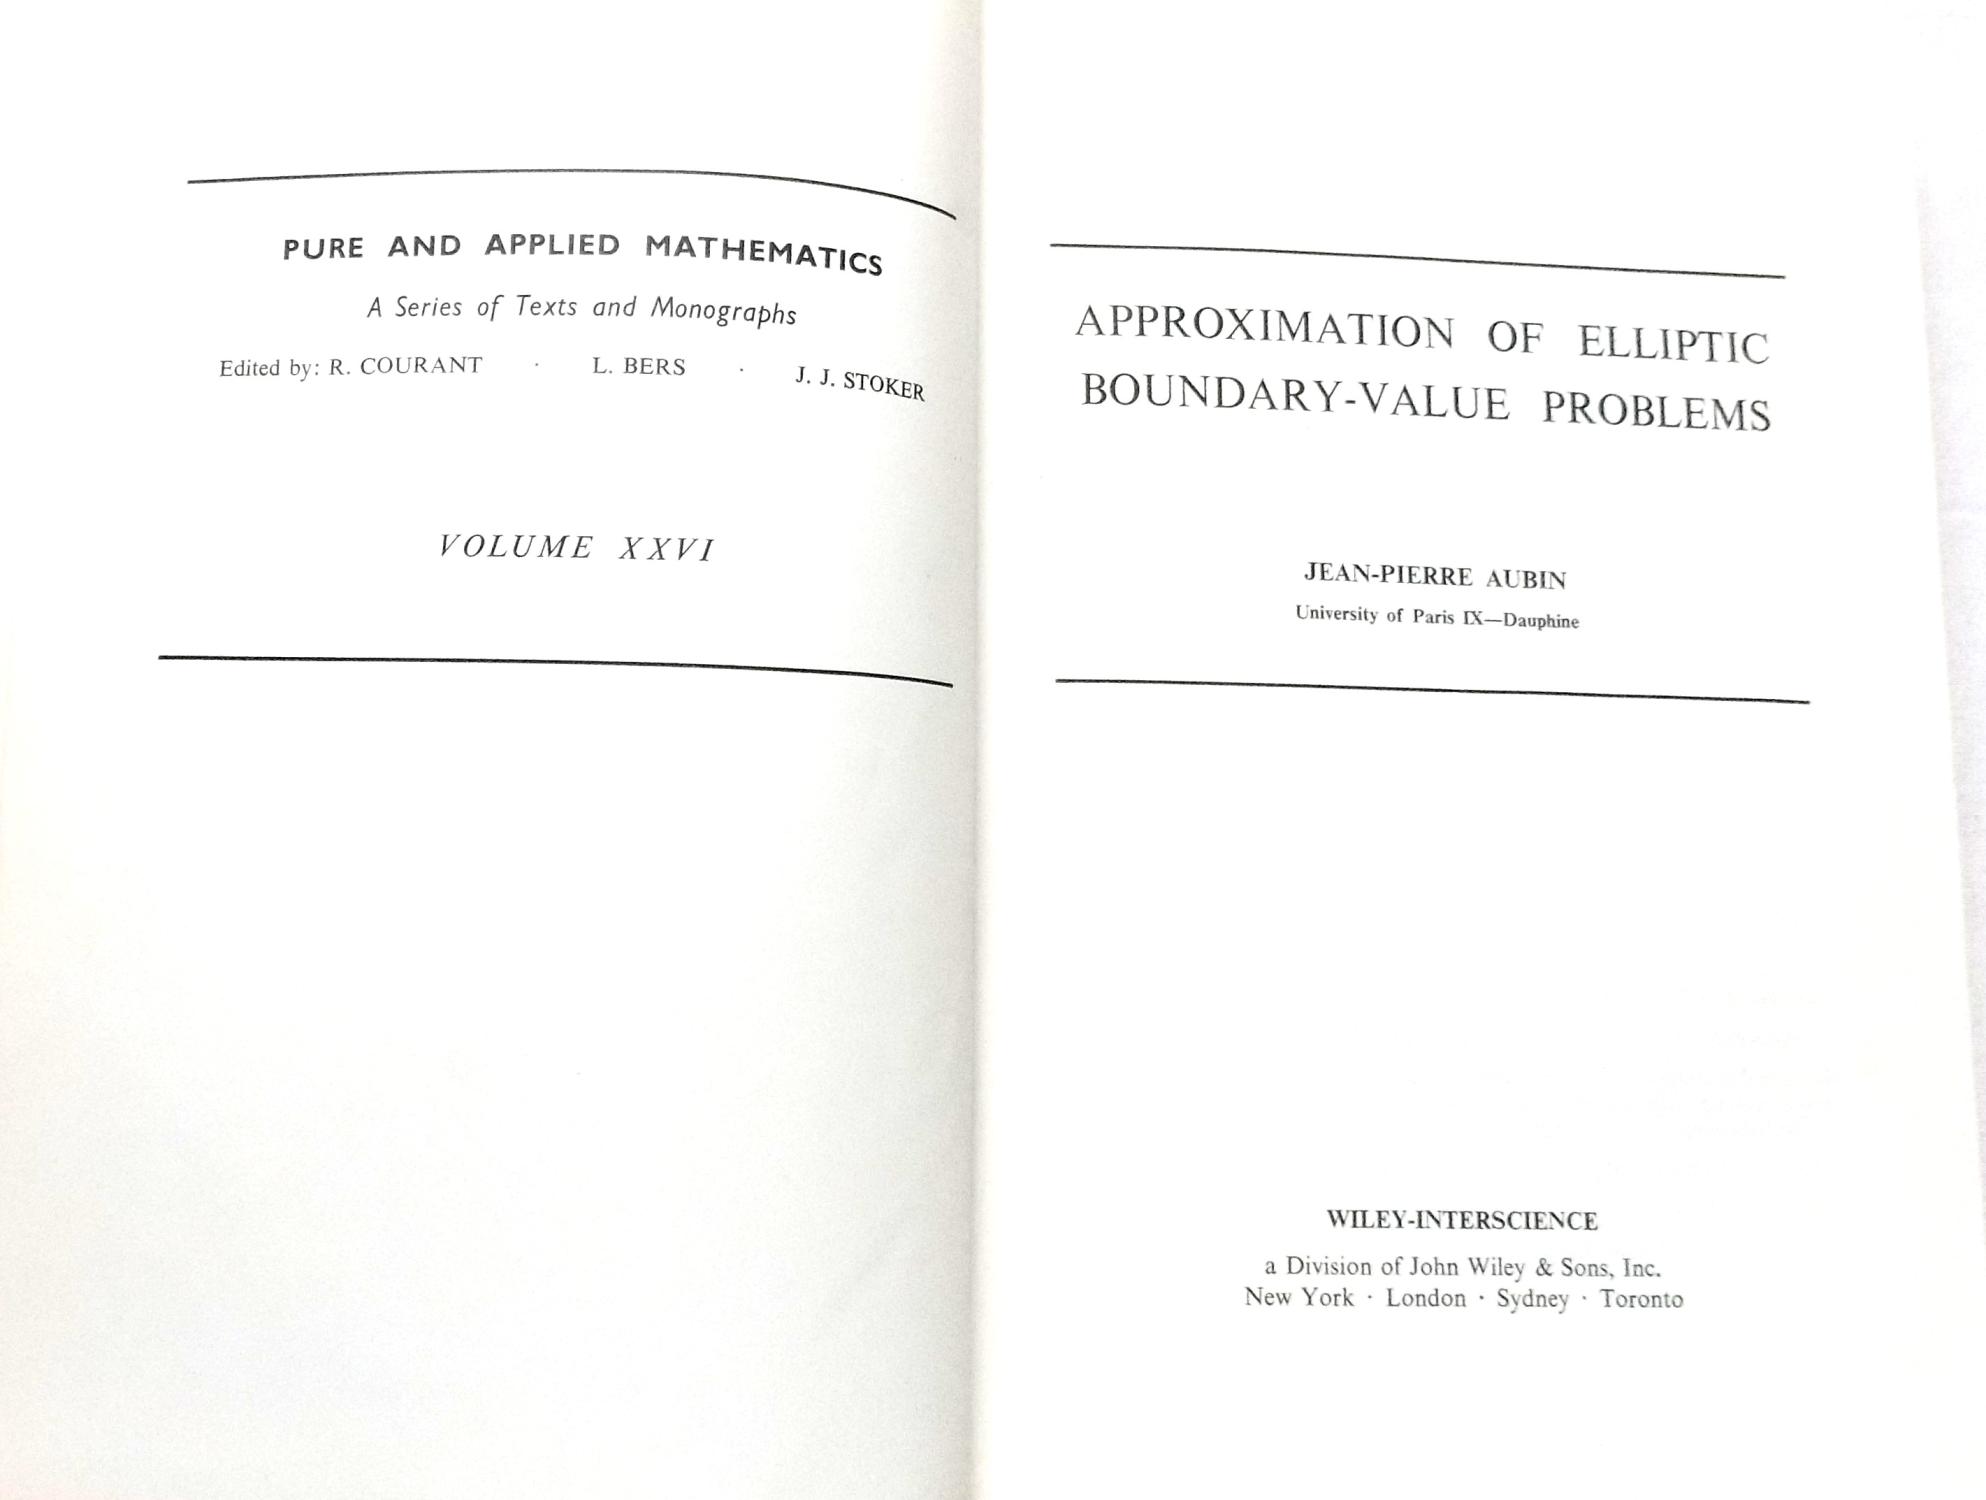 PURE AND APPLIED MATHEMATICS
A Series of Texts and Monographs
Edited by: R. COURANT · L. BERS · J. J. STOKER
VOLUME XXVI
APPROXIMATION OF ELLIPTIC
BOUNDARY-VALUE PROBLEMS
JEAN-PIERRE AUBIN
University of Paris IX—Dauphine
WILEY-INTERSCIENCE
a Division of John Wiley & Sons, Inc.
New York · London · Sydney · Toronto